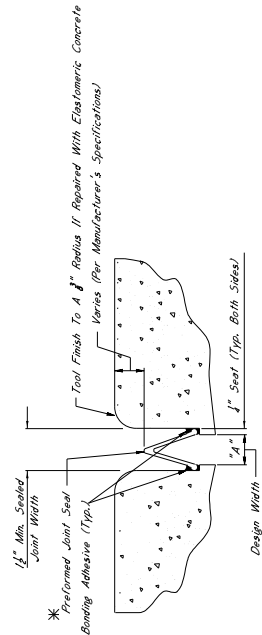 1½" Min. Sealed
Joint Width
* Preformed Joint Seal
Bonding Adhesive (Typ.)
Tool Finish To A ⅜" Radius If Repaired With Elastomeric Concrete
Varies (Per Manufacturer's Specifications)
¼" Seat (Typ. Both Sides)
"A"
Design Width